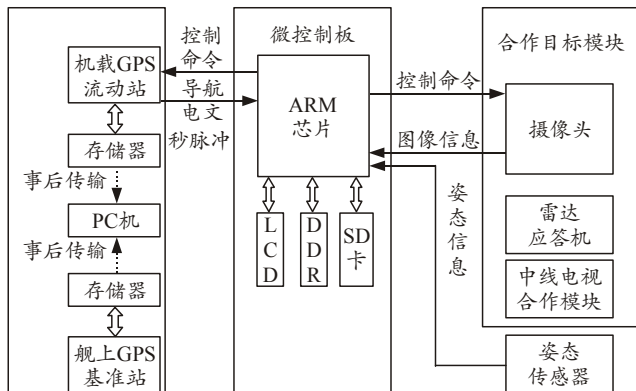 机载GPS
流动站
存储器
事后传输
PC机
事后传输
存储器
舰上GPS
基准站
控制
命令
导航
电文
秒脉冲
微控制板
ARM
芯片
LCD
DDR
SD
卡
控制命令
图像信息
姿态信息
合作目标模块
摄像头
雷达
应答机
中线电视
合作模块
姿态
传感器